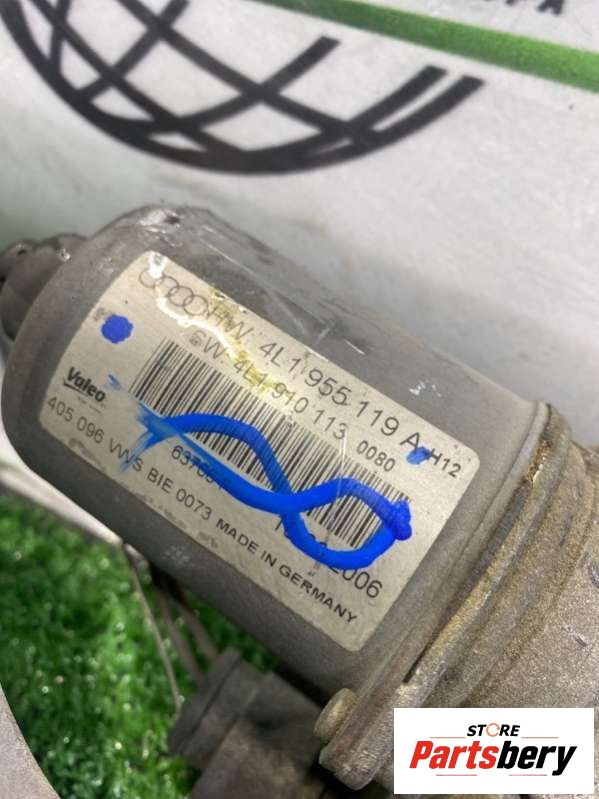 HW: 4L1 955 119 A H12
SW: 4L1 910 113 0080
Valeo
405 096 VWS BIE 0073 MADE IN GERMANY
2006
STORE
Partsbery